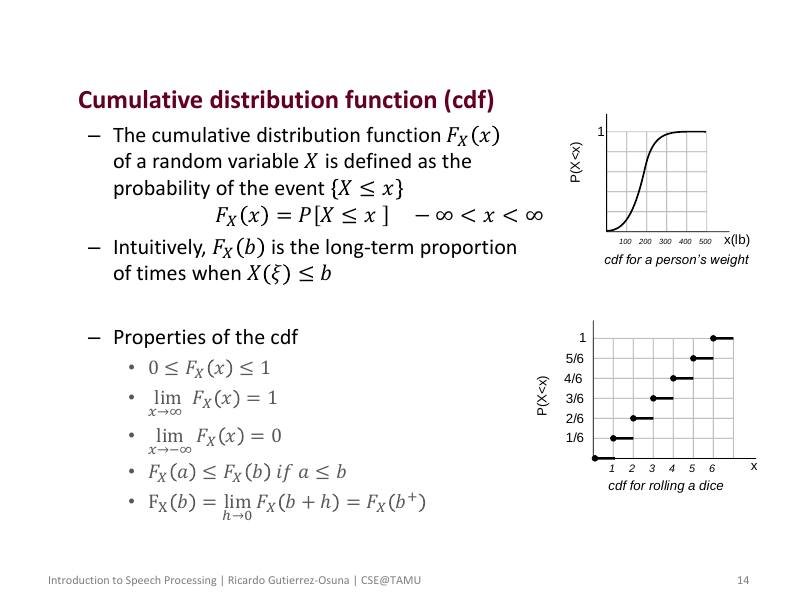 Cumulative distribution function (cdf)
– The cumulative distribution function F_X(x)
of a random variable X is defined as the
probability of the event {X ≤ x}
F_X(x) = P[X ≤ x ]   − ∞ < x < ∞
– Intuitively, F_X(b) is the long-term proportion
of times when X(ξ) ≤ b
– Properties of the cdf
• 0 ≤ F_X(x) ≤ 1
• lim x→∞ F_X(x) = 1
• lim x→−∞ F_X(x) = 0
• F_X(a) ≤ F_X(b) if a ≤ b
• F_X(b) = lim h→0 F_X(b + h) = F_X(b⁺)
1
P(X<x)
100 200 300 400 500 x(lb)
cdf for a person's weight
1
5/6
4/6
3/6
2/6
1/6
P(X<x)
1 2 3 4 5 6 x
cdf for rolling a dice
Introduction to Speech Processing | Ricardo Gutierrez-Osuna | CSE@TAMU
14